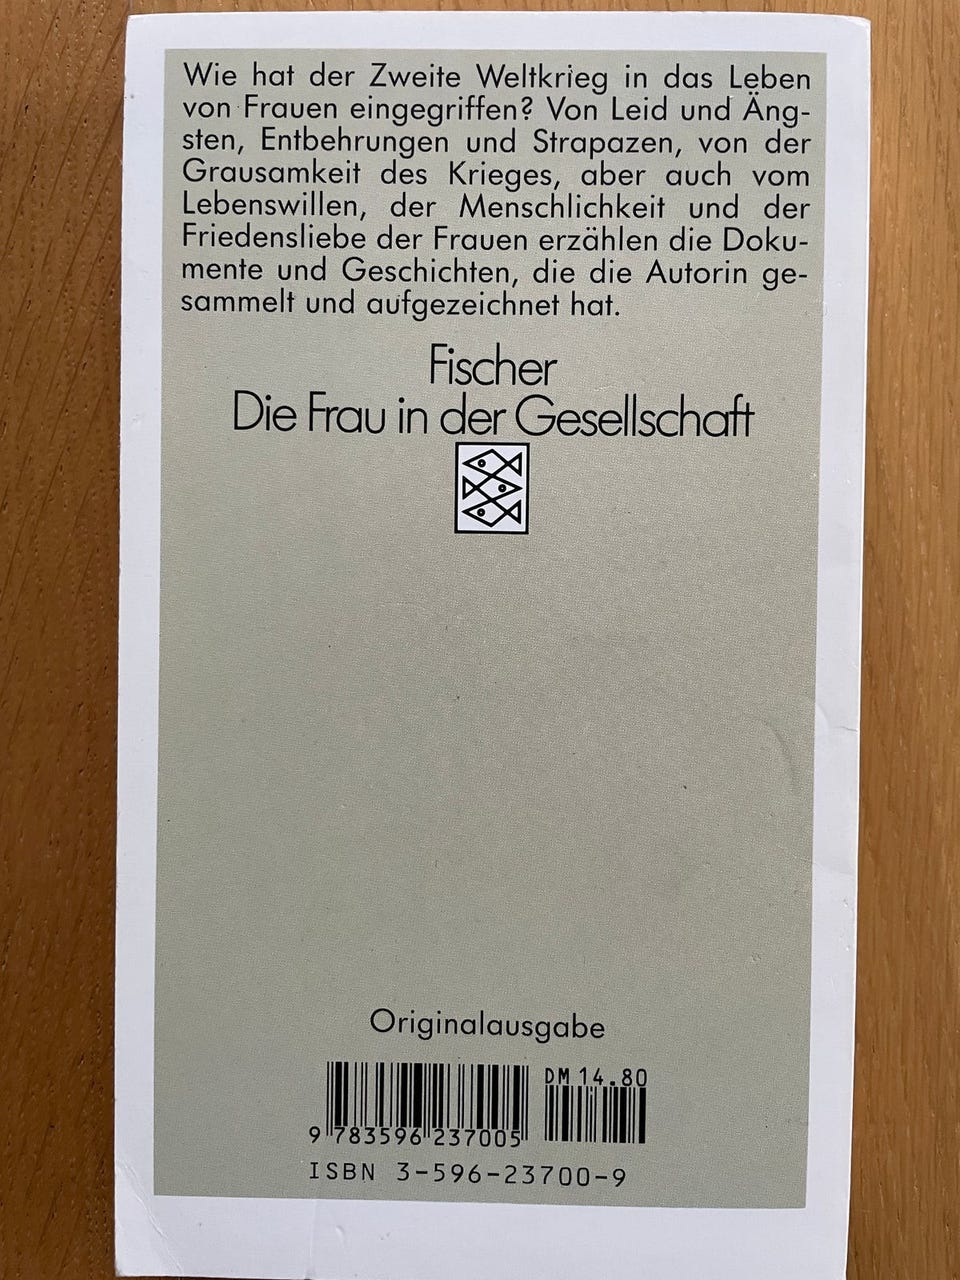 Wie hat der Zweite Weltkrieg in das Leben
von Frauen eingegriffen? Von Leid und Äng-
sten, Entbehrungen und Strapazen, von der
Grausamkeit des Krieges, aber auch vom
Lebenswillen, der Menschlichkeit und der
Friedensliebe der Frauen erzählen die Doku-
mente und Geschichten, die die Autorin ge-
sammelt und aufgezeichnet hat.
Fischer
Die Frau in der Gesellschaft
Originalausgabe
DM 14.80
9 783596 237005
ISBN 3-596-23700-9